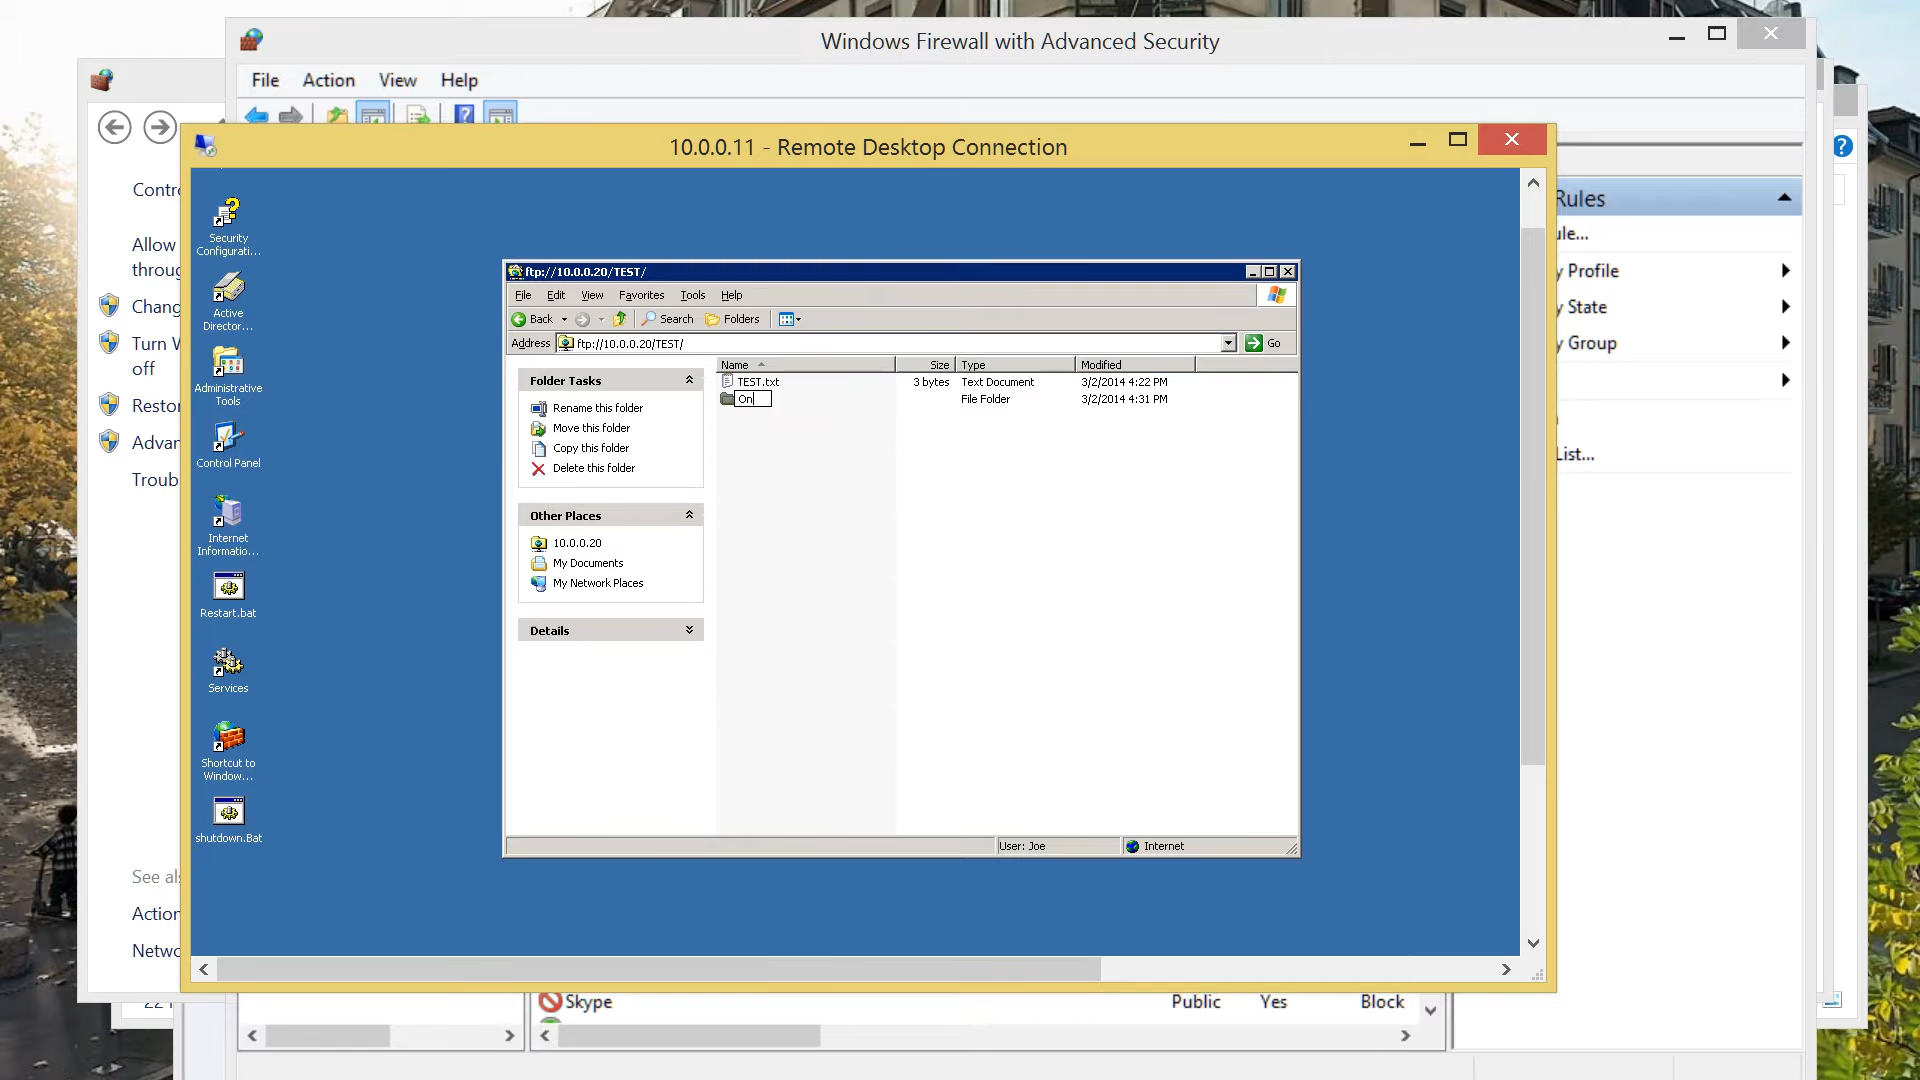 Windows Firewall with Advanced Security
File Action View Help
10.0.0.11 - Remote Desktop Connection
Contro
Allow
throug
Chang
Turn W
off
Restor
Advan
Troub
See als
Action
Netwo
Security
Configurati...
Active
Director...
Administrative
Tools
Control Panel
Internet
Informatio...
Restart.bat
Services
Shortcut to
Window...
shutdown.Bat
ftp://10.0.0.20/TEST/
File Edit View Favorites Tools Help
Back Search Folders
Address ftp://10.0.0.20/TEST/ Go
Folder Tasks
Rename this folder
Move this folder
Copy this folder
Delete this folder
Other Places
10.0.0.20
My Documents
My Network Places
Details
Name Size Type Modified
TEST.txt 3 bytes Text Document 3/2/2014 4:22 PM
On File Folder 3/2/2014 4:31 PM
User: Joe Internet
Rules
ule...
y Profile
y State
y Group
List...
Skype Public Yes Block